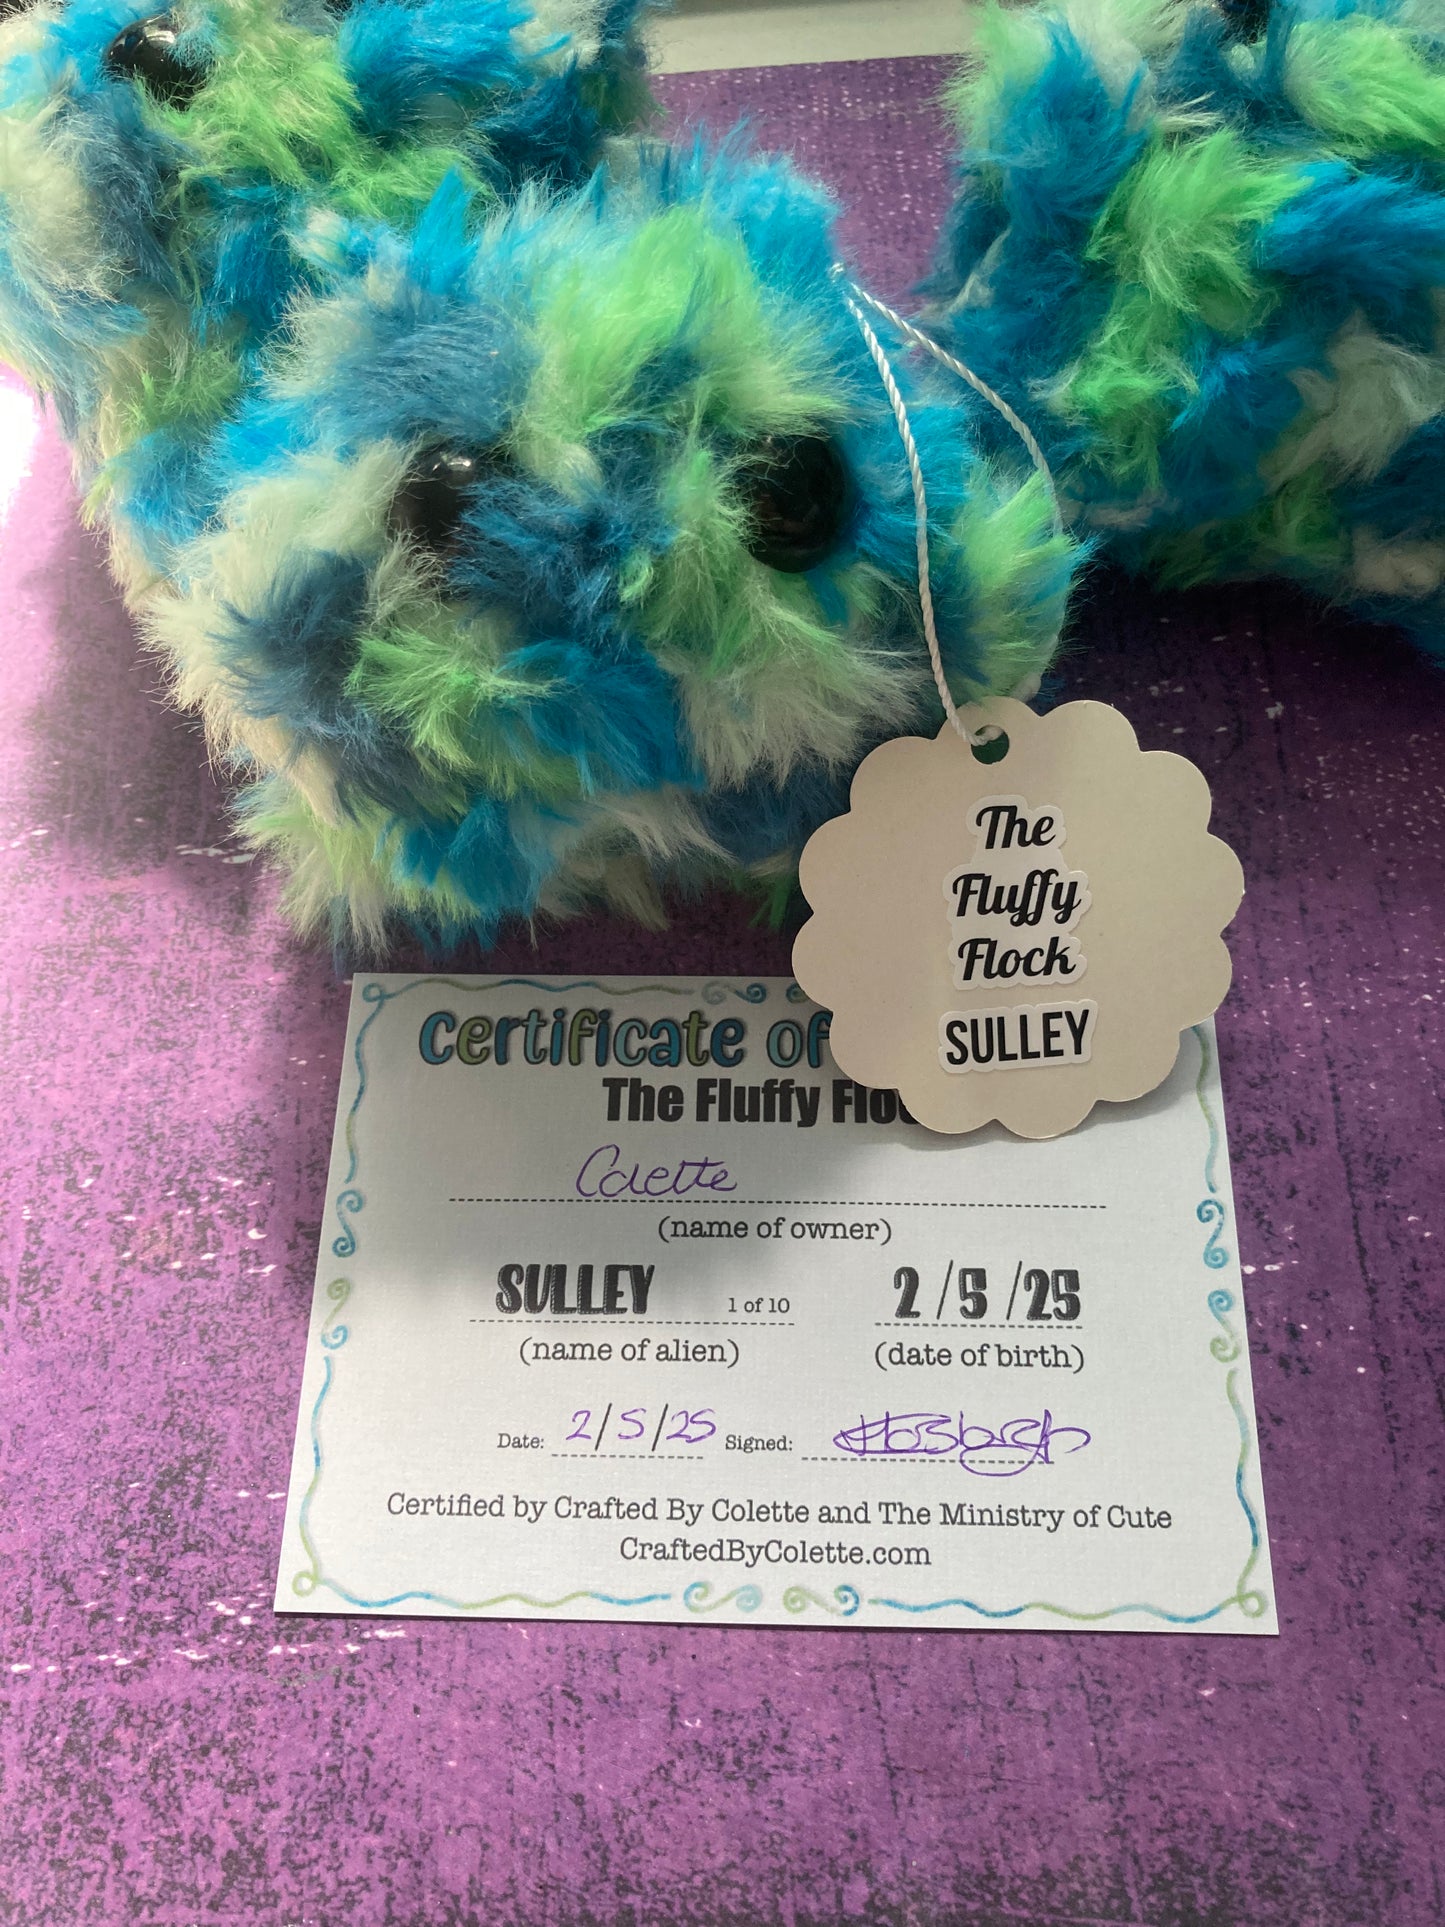 The
Fluffy
Flock
SULLEY
Certificate of
The Fluffy Flo
Colette
(name of owner)
SULLEY 1 of 10 2/5/25
(name of alien) (date of birth)
Date: 2/5/25 Signed:
Certified by Crafted By Colette and The Ministry of Cute
CraftedByColette.com